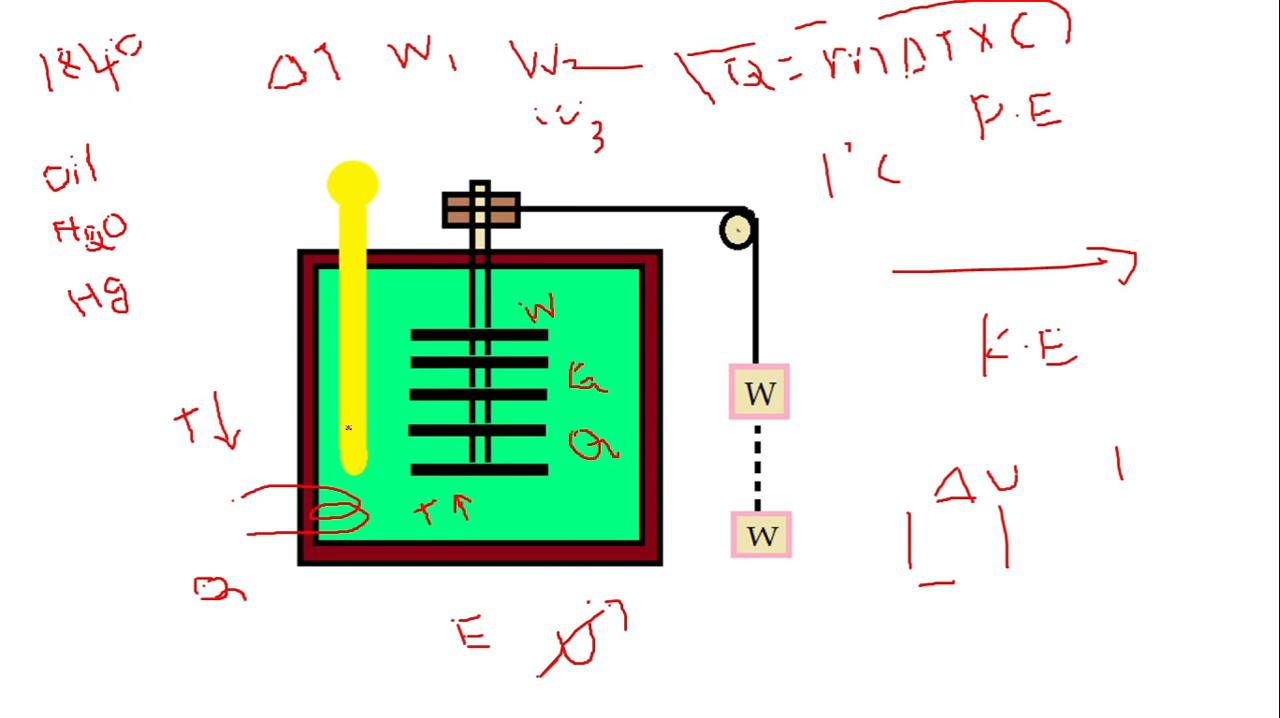 1840
ΔT W1 W2 Q = m ΔT × C
W3
P.E
1°C
oil
H2O
Hg
W
W
W
K.E
T↓
Q
T↑
ΔU
E U